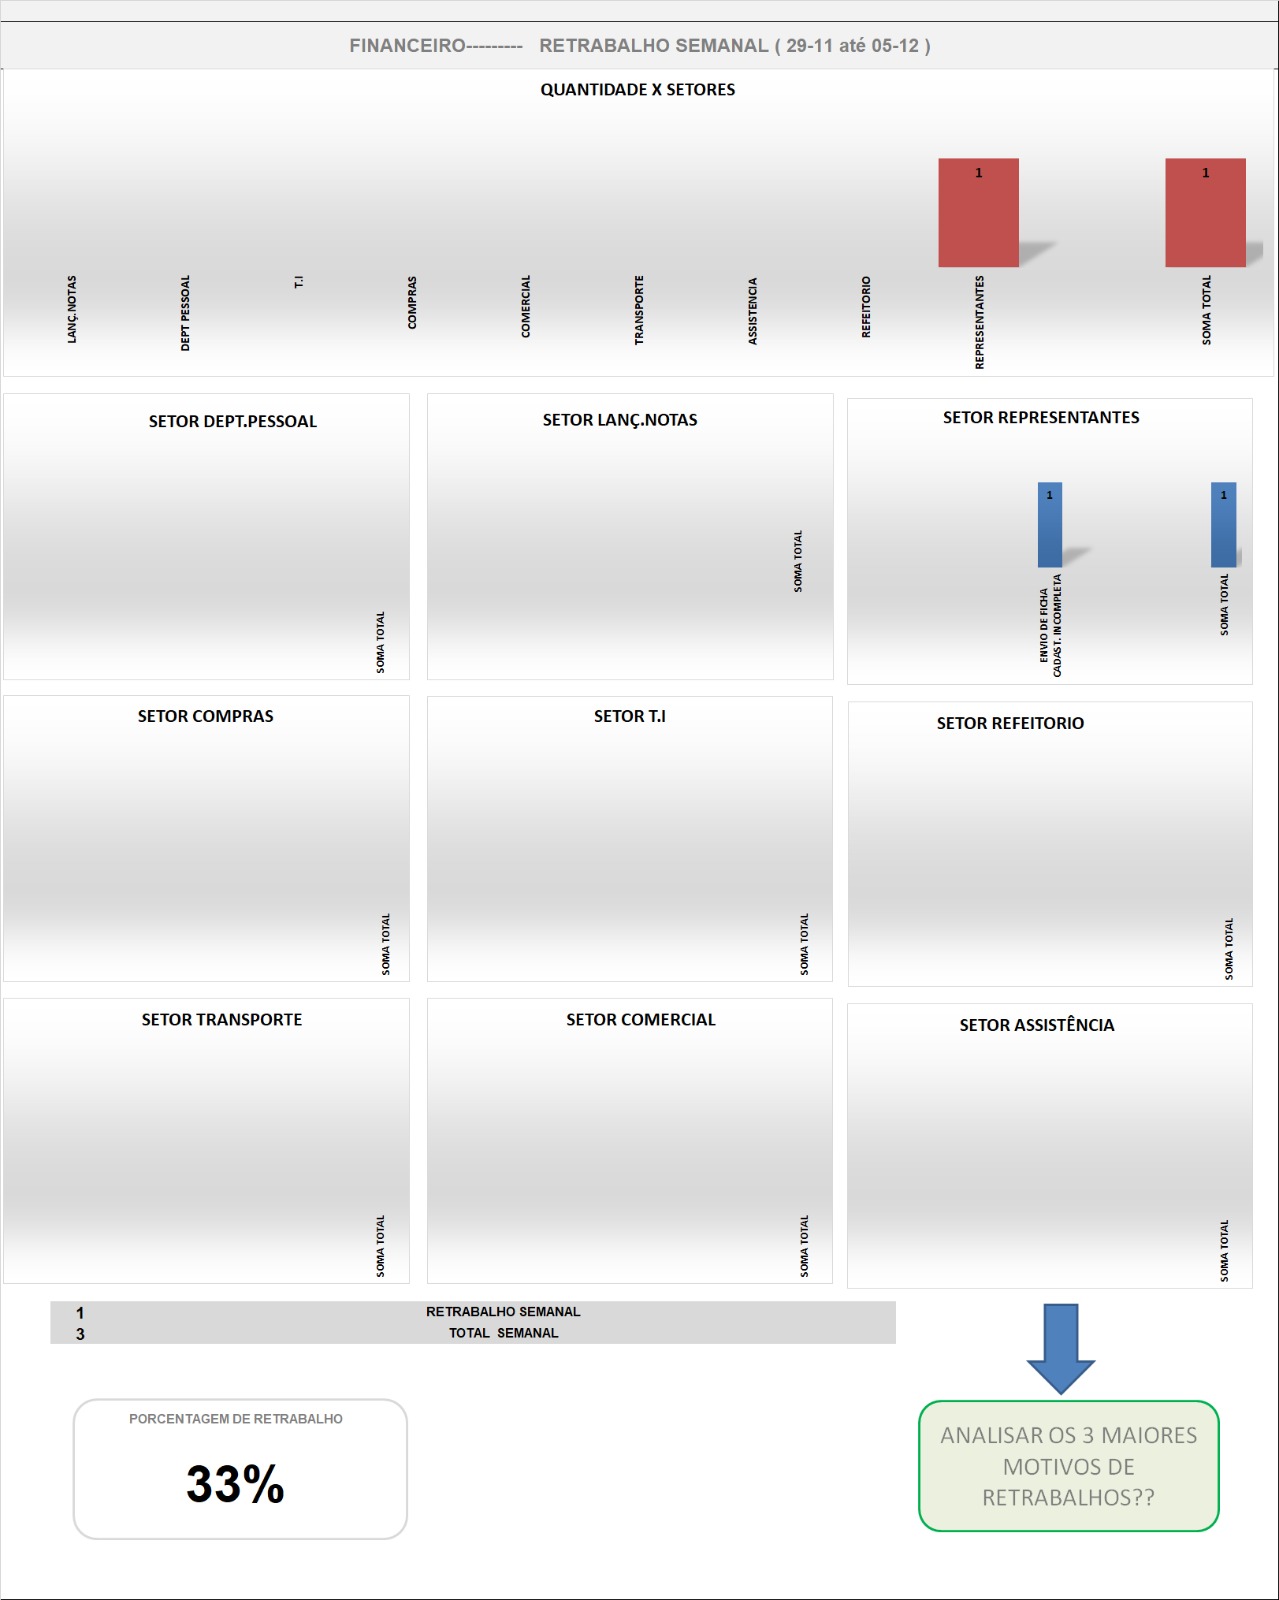 FINANCEIRO--------- RETRABALHO SEMANAL ( 29-11 até 05-12 )
QUANTIDADE X SETORES
1
1
LANÇ.NOTAS
DEPT PESSOAL
T.I
COMPRAS
COMERCIAL
TRANSPORTE
ASSISTENCIA
REFEITORIO
REPRESENTANTES
SOMA TOTAL
SETOR DEPT.PESSOAL
SOMA TOTAL
SETOR LANÇ.NOTAS
SOMA TOTAL
SETOR REPRESENTANTES
1
1
ENVIO DE FICHA
CADAST. INCOMPLETA
SOMA TOTAL
SETOR COMPRAS
SOMA TOTAL
SETOR T.I
SOMA TOTAL
SETOR REFEITORIO
SOMA TOTAL
SETOR TRANSPORTE
SOMA TOTAL
SETOR COMERCIAL
SOMA TOTAL
SETOR ASSISTÊNCIA
SOMA TOTAL
1 RETRABALHO SEMANAL
3 TOTAL SEMANAL
PORCENTAGEM DE RETRABALHO
33%
ANALISAR OS 3 MAIORES
MOTIVOS DE
RETRABALHOS??